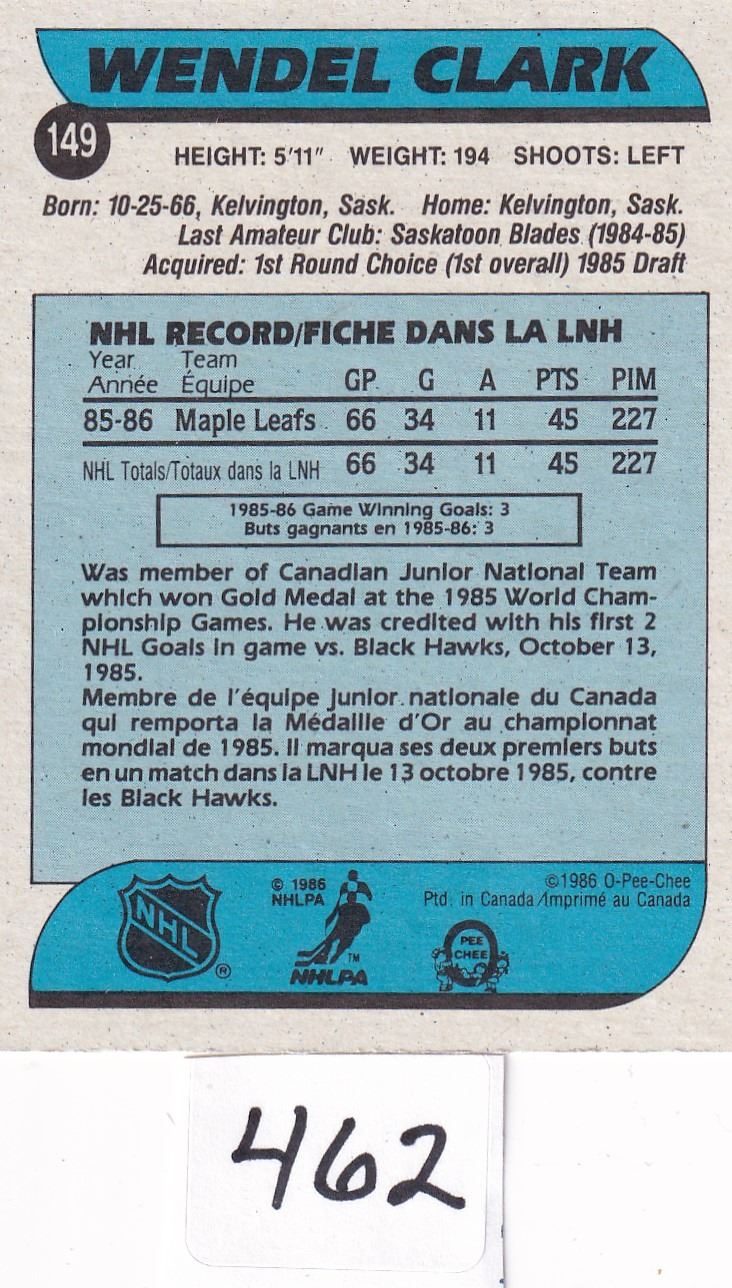 WENDEL CLARK
149
HEIGHT: 5'11" WEIGHT: 194 SHOOTS: LEFT
Born: 10-25-66, Kelvington, Sask. Home: Kelvington, Sask.
Last Amateur Club: Saskatoon Blades (1984-85)
Acquired: 1st Round Choice (1st overall) 1985 Draft
NHL RECORD/FICHE DANS LA LNH
Year Team
Année Équipe GP G A PTS PIM
85-86 Maple Leafs 66 34 11 45 227
NHL Totals/Totaux dans la LNH 66 34 11 45 227
1985-86 Game Winning Goals: 3
Buts gagnants en 1985-86: 3
Was member of Canadian Junior National Team
which won Gold Medal at the 1985 World Cham-
pionship Games. He was credited with his first 2
NHL Goals in game vs. Black Hawks, October 13,
1985.
Membre de l'équipe junior nationale du Canada
qui remporta la Médaille d'Or au championnat
mondial de 1985. Il marqua ses deux premiers buts
en un match dans la LNH le 13 octobre 1985, contre
les Black Hawks.
NHL ®
© 1986
NHLPA
TM
NHLPA
PEE
CHEE
©1986 O-Pee-Chee
Ptd. in Canada/Imprimé au Canada
462